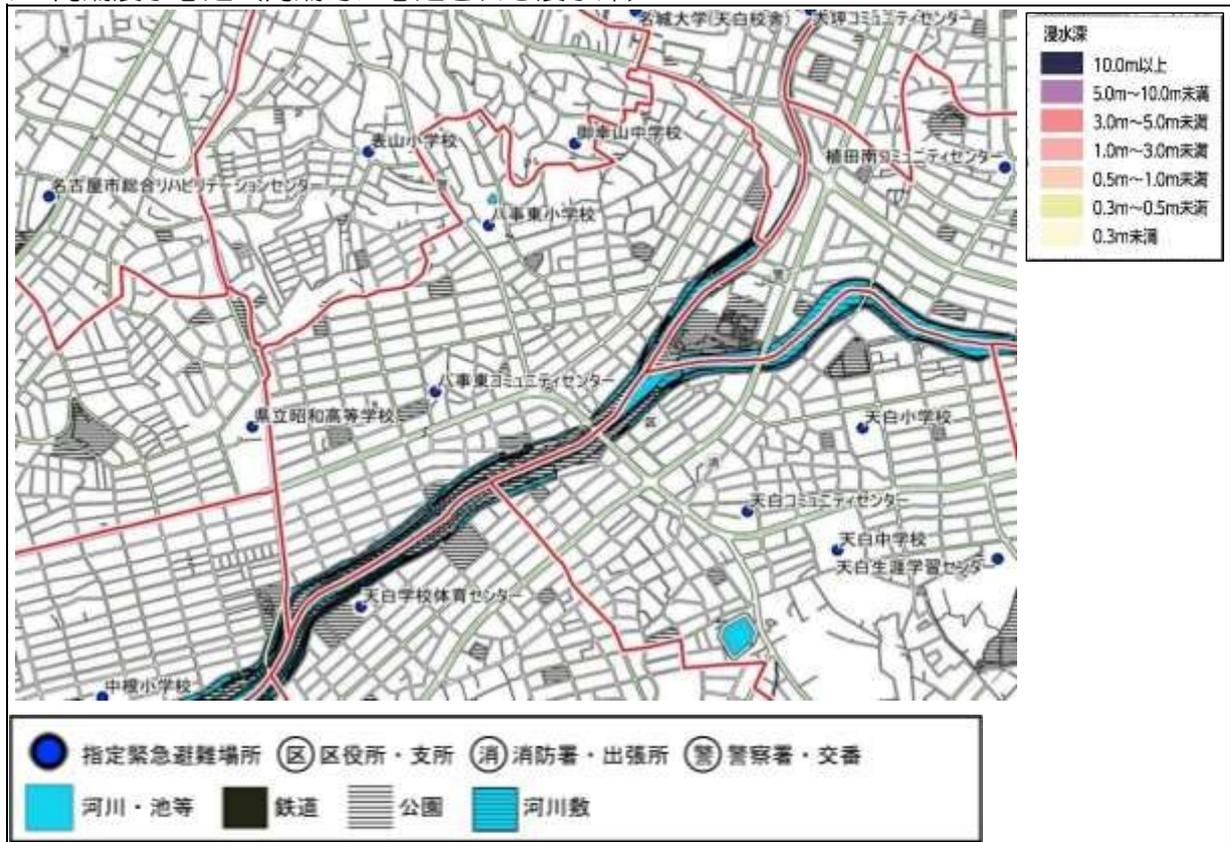 名城大学(天白校舎)
大坪コミュニティセンター
表山小学校
御幸山中学校
植田南コミュニティセンター
名古屋市総合リハビリテーションセンター
八事東小学校
八事東コミュニティセンター
県立昭和高等学校
天白小学校
区
消
天白コミュニティセンター
天白中学校
天白生涯学習センター
天白学校体育センター
中根小学校
浸水深
10.0m以上
5.0m～10.0m未満
3.0m～5.0m未満
1.0m～3.0m未満
0.5m～1.0m未満
0.3m～0.5m未満
0.3m未満
指定緊急避難場所 区 区役所・支所 消 消防署・出張所 警 警察署・交番
河川・池等 鉄道 公園 河川敷